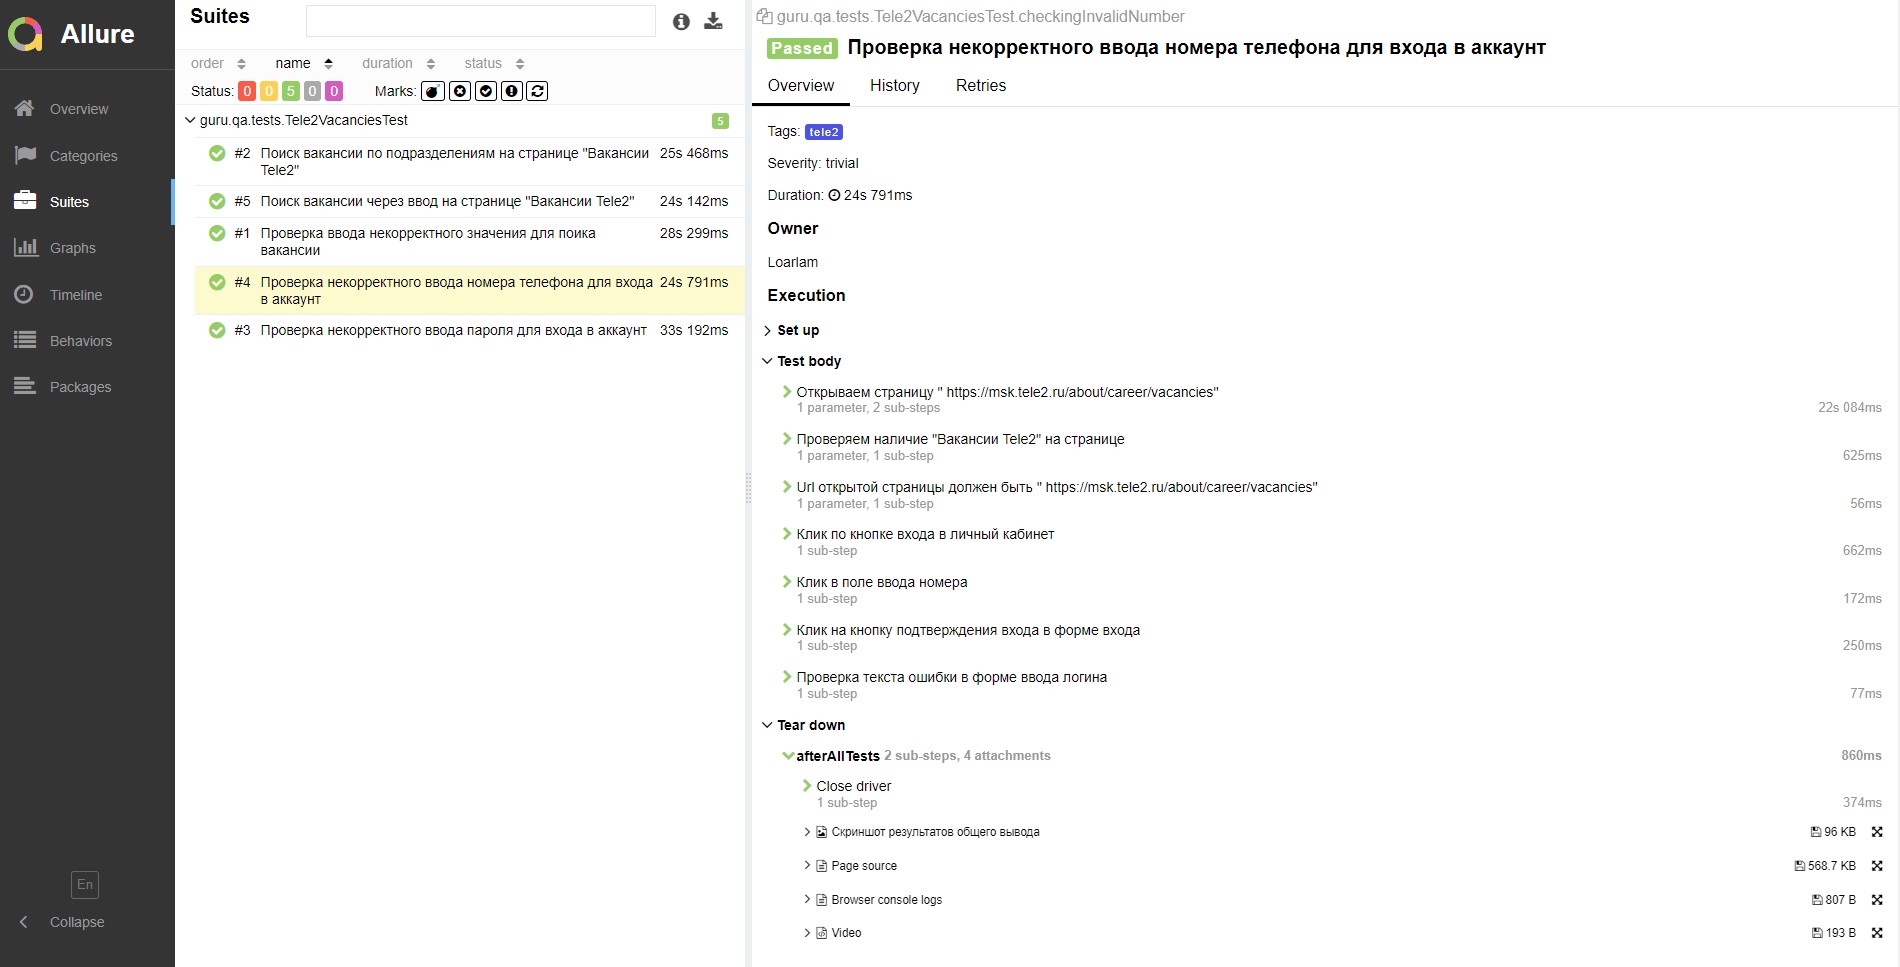 Allure
Overview
Categories
Suites
Graphs
Timeline
Behaviors
Packages
En
Collapse
Suites
order name duration status
Status: 0 0 5 0 0 Marks:
guru.qa.tests.Tele2VacanciesTest 5
#2 Поиск вакансии по подразделениям на странице "Вакансии 25s 468ms
Tele2"
#5 Поиск вакансии через ввод на странице "Вакансии Tele2" 24s 142ms
#1 Проверка ввода некорректного значения для поика 28s 299ms
вакансии
#4 Проверка некорректного ввода номера телефона для входа 24s 791ms
в аккаунт
#3 Проверка некорректного ввода пароля для входа в аккаунт 33s 192ms
guru.qa.tests.Tele2VacanciesTest.checkingInvalidNumber
Passed Проверка некорректного ввода номера телефона для входа в аккаунт
Overview History Retries
Tags: tele2
Severity: trivial
Duration: 24s 791ms
Owner
Loarlam
Execution
Set up
Test body
Открываем страницу " https://msk.tele2.ru/about/career/vacancies"
1 parameter, 2 sub-steps 22s 084ms
Проверяем наличие "Вакансии Tele2" на странице
1 parameter, 1 sub-step 625ms
Url открытой страницы должен быть " https://msk.tele2.ru/about/career/vacancies"
1 parameter, 1 sub-step 56ms
Клик по кнопке входа в личный кабинет
1 sub-step 662ms
Клик в поле ввода номера
1 sub-step 172ms
Клик на кнопку подтверждения входа в форме входа
1 sub-step 250ms
Проверка текста ошибки в форме ввода логина
1 sub-step 77ms
Tear down
afterAllTests 2 sub-steps, 4 attachments 860ms
Close driver
1 sub-step 374ms
Скриншот результатов общего вывода 96 KB
Page source 568.7 KB
Browser console logs 807 B
Video 193 B